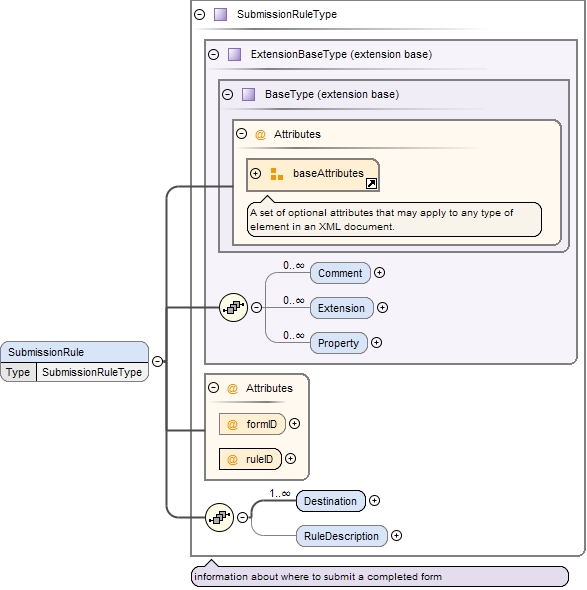 SubmissionRuleType
ExtensionBaseType (extension base)
BaseType (extension base)
@ Attributes
baseAttributes
A set of optional attributes that may apply to any type of
element in an XML document.
0..∞
Comment
0..∞
Extension
0..∞
Property
SubmissionRule
Type SubmissionRuleType
@ Attributes
@ formID
@ ruleID
1..∞
Destination
RuleDescription
information about where to submit a completed form